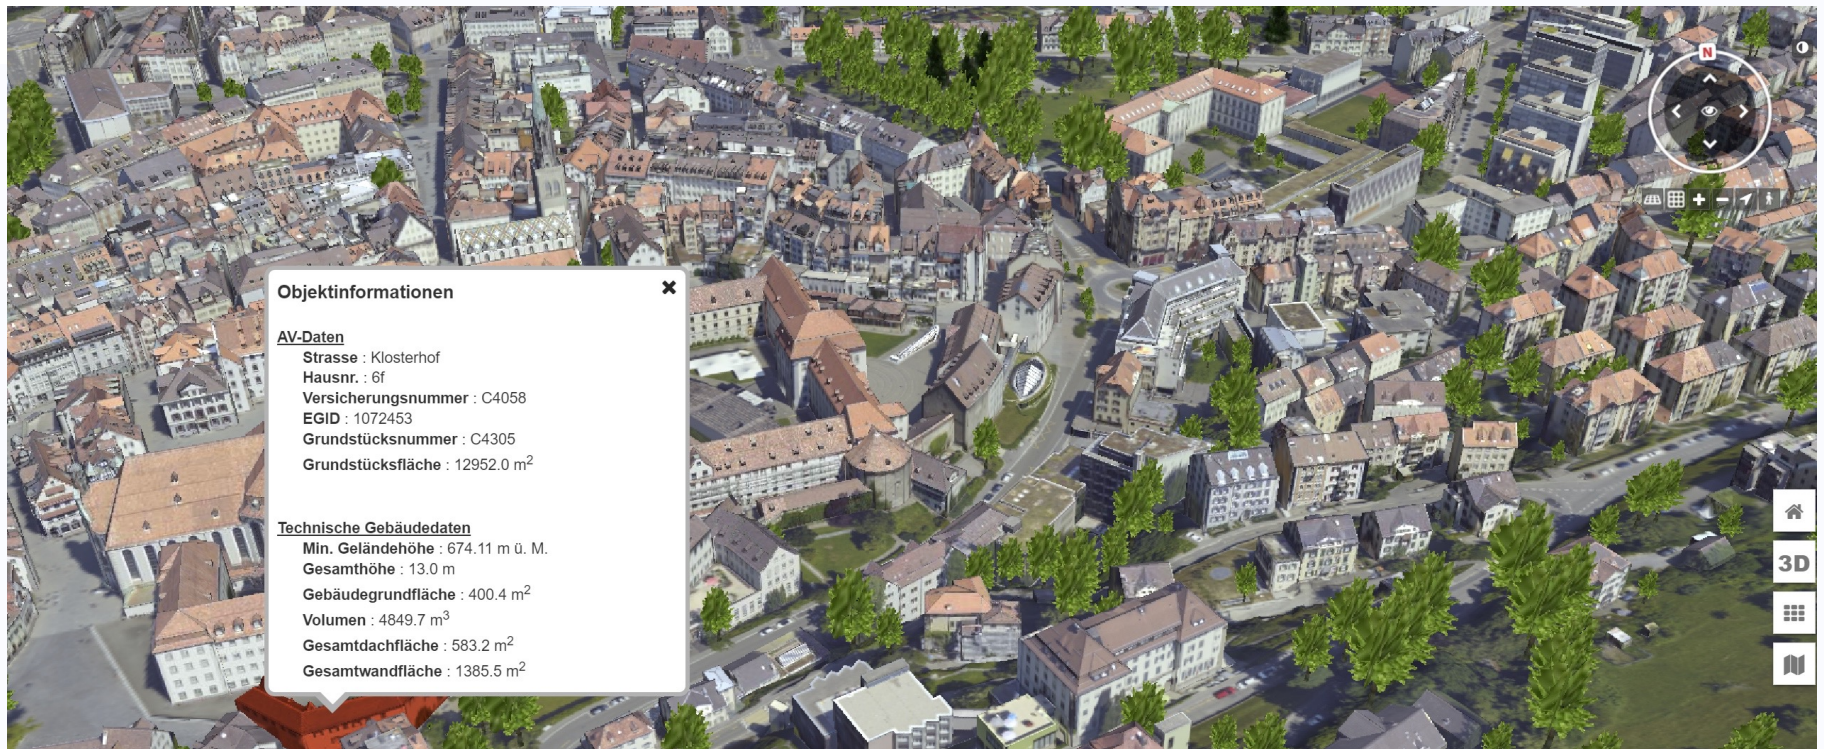 N
Objektinformationen
AV-Daten
Strasse : Klosterhof
Hausnr. : 6f
Versicherungsnummer : C4058
EGID : 1072453
Grundstücksnummer : C4305
Grundstücksfläche : 12952.0 m²
Technische Gebäudedaten
Min. Geländehöhe : 674.11 m ü. M.
Gesamthöhe : 13.0 m
Gebäudegrundfläche : 400.4 m²
Volumen : 4849.7 m³
Gesamtdachfläche : 583.2 m²
Gesamtwandfläche : 1385.5 m²
3D